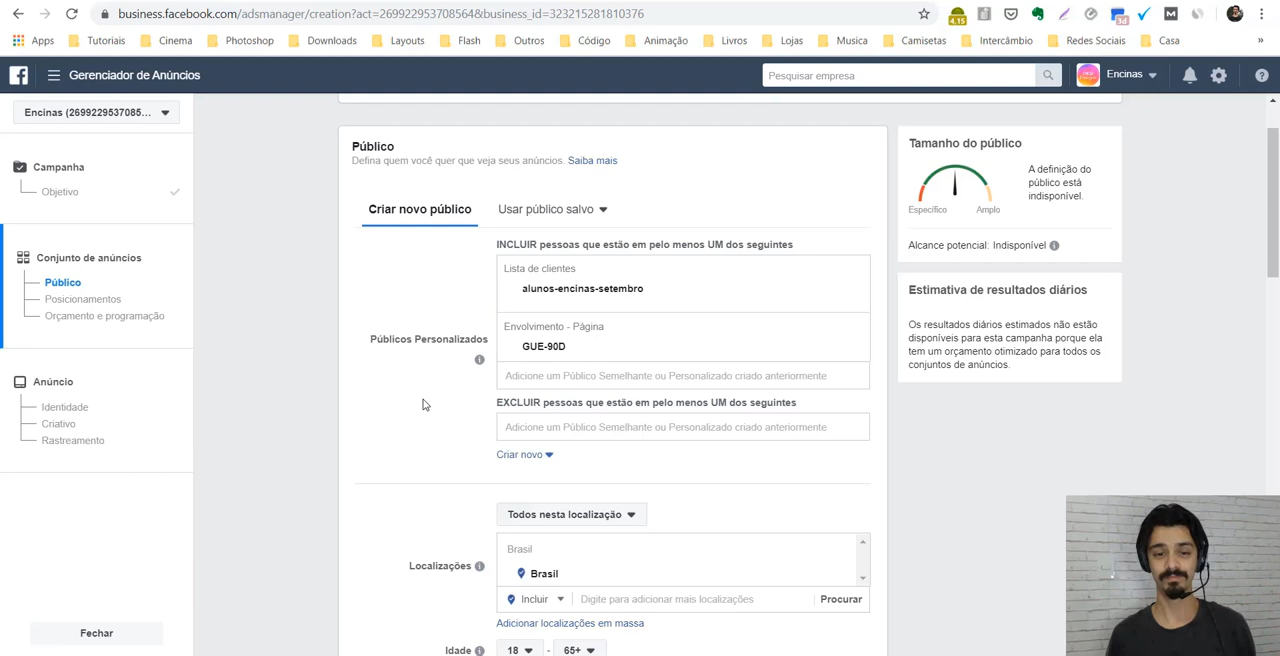 business.facebook.com/adsmanager/creation?act=269922953708564&business_id=323215281810376
4.15
3d
M
Apps Tutoriais Cinema Photoshop Downloads Layouts Flash Outros Código Animação Livros Lojas Musica Camisetas Intercâmbio Redes Sociais Casa »
Gerenciador de Anúncios
Pesquisar empresa
Encinas
Encinas (2699229537085...
Campanha
Objetivo
Conjunto de anúncios
Público
Posicionamentos
Orçamento e programação
Anúncio
Identidade
Criativo
Rastreamento
Fechar
Público
Defina quem você quer que veja seus anúncios. Saiba mais
Criar novo público
Usar público salvo
Públicos Personalizados
INCLUIR pessoas que estão em pelo menos UM dos seguintes
Lista de clientes
alunos-encinas-setembro
Envolvimento - Página
GUE-90D
Adicione um Público Semelhante ou Personalizado criado anteriormente
EXCLUIR pessoas que estão em pelo menos UM dos seguintes
Adicione um Público Semelhante ou Personalizado criado anteriormente
Criar novo
Todos nesta localização
Localizações
Brasil
Brasil
Incluir
Digite para adicionar mais localizações
Procurar
Adicionar localizações em massa
Idade
18 - 65+
Tamanho do público
Específico
Amplo
A definição do
público está
indisponível.
Alcance potencial: Indisponível
Estimativa de resultados diários
Os resultados diários estimados não estão
disponíveis para esta campanha porque ela
tem um orçamento otimizado para todos os
conjuntos de anúncios.